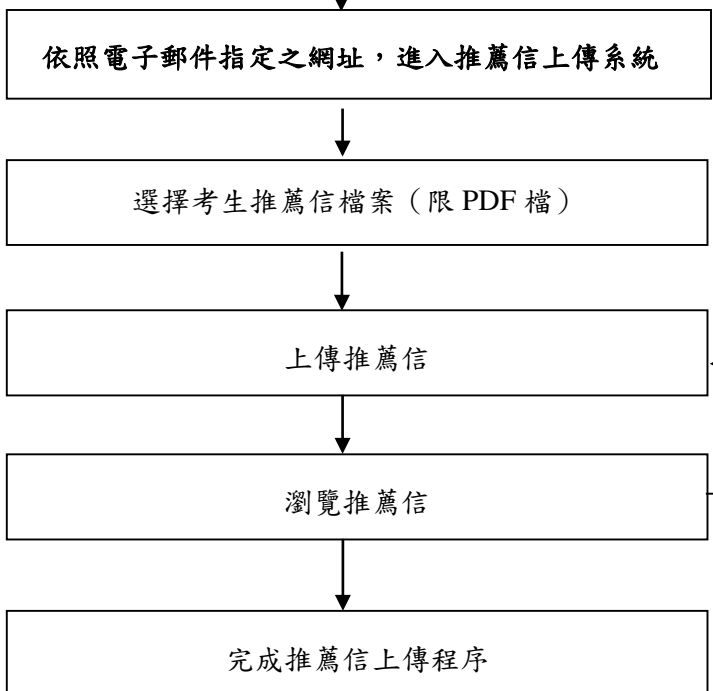 依照電子郵件指定之網址，進入推薦信上傳系統
選擇考生推薦信檔案（限 PDF 檔）
上傳推薦信
瀏覽推薦信
完成推薦信上傳程序